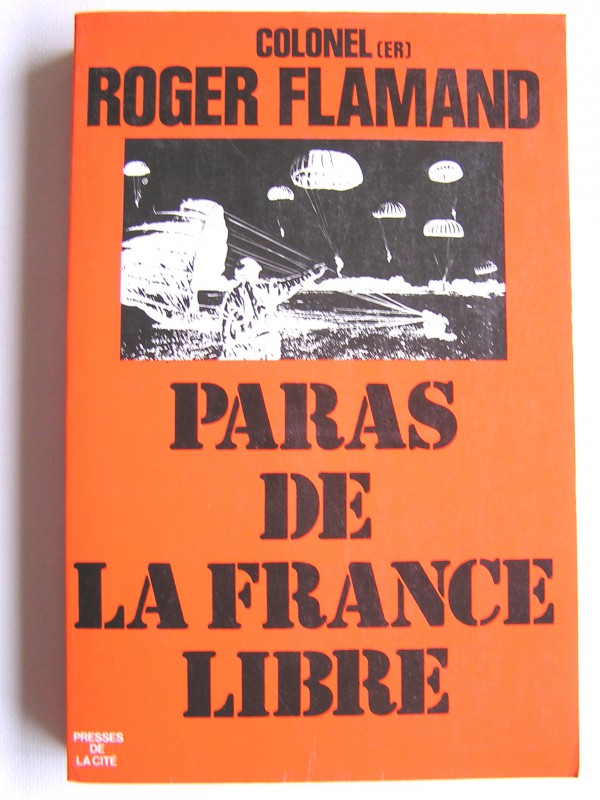 COLONEL (ER)
ROGER FLAMAND
PARAS
DE
LA FRANCE
LIBRE
PRESSES
DE
LA CITÉ